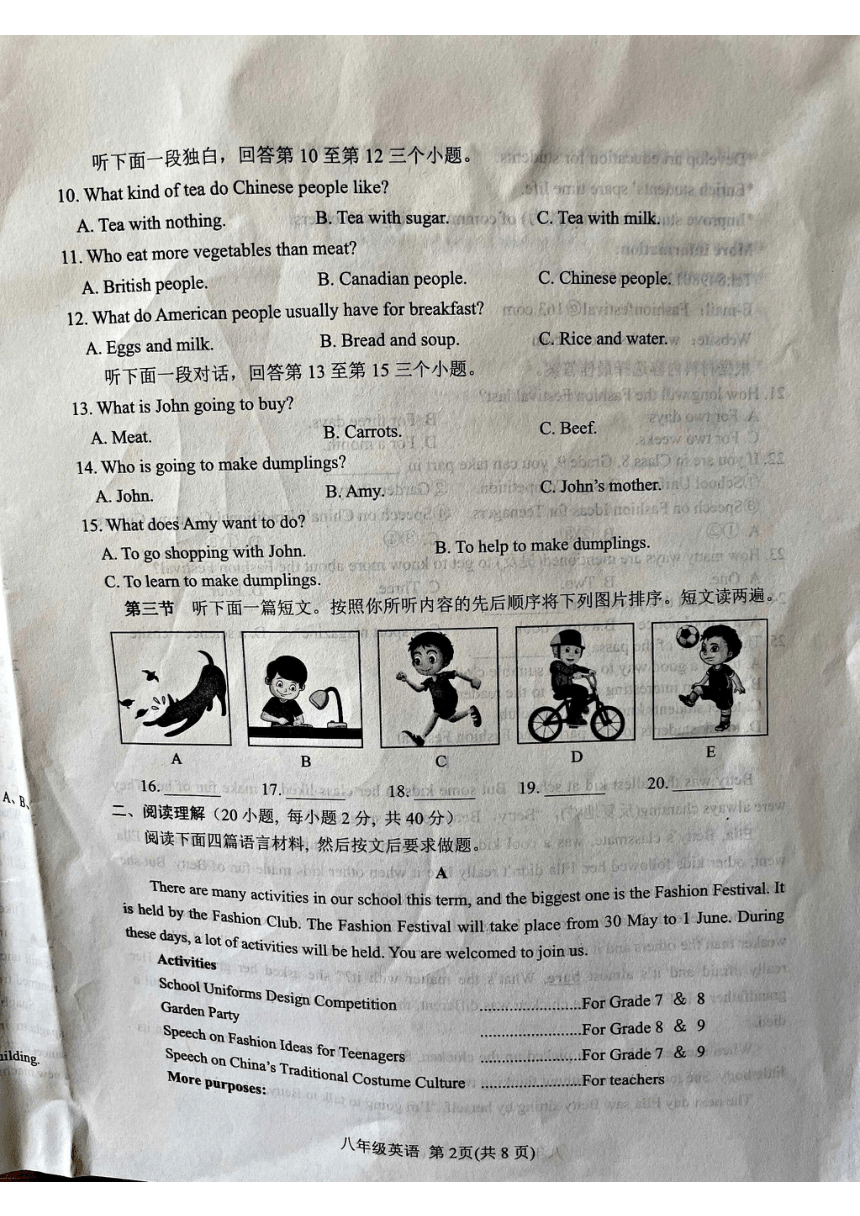 听下面一段独白，回答第 10 至第 12 三个小题。
10. What kind of tea do Chinese people like?
A. Tea with nothing. B. Tea with sugar. C. Tea with milk.
11. Who eat more vegetables than meat?
A. British people. B. Canadian people. C. Chinese people.
12. What do American people usually have for breakfast?
A. Eggs and milk. B. Bread and soup. C. Rice and water.
听下面一段对话，回答第 13 至第 15 三个小题。
13. What is John going to buy?
A. Meat. B. Carrots. C. Beef.
14. Who is going to make dumplings?
A. John. B. Amy. C. John's mother.
15. What does Amy want to do?
A. To go shopping with John. B. To help to make dumplings.
C. To learn to make dumplings.
第三节 听下面一篇短文。按照你所听内容的先后顺序将下列图片排序。短文读两遍。
A B C D E
16. ______ 17. ______ 18. ______ 19. ______ 20. ______
A、B、
二、阅读理解（20 小题, 每小题 2 分, 共 40 分）
阅读下面四篇语言材料, 然后按文后要求做题。
A
There are many activities in our school this term, and the biggest one is the Fashion Festival. It
is held by the Fashion Club. The Fashion Festival will take place from 30 May to 1 June. During
these days, a lot of activities will be held. You are welcomed to join us.
Activities
School Uniforms Design Competition ........................For Grade 7 & 8
Garden Party ........................For Grade 8 & 9
Speech on Fashion Ideas for Teenagers ........................For Grade 7 & 9
Speech on China's Traditional Costume Culture ........................For teachers
More purposes:
八年级英语 第 2页(共 8 页)